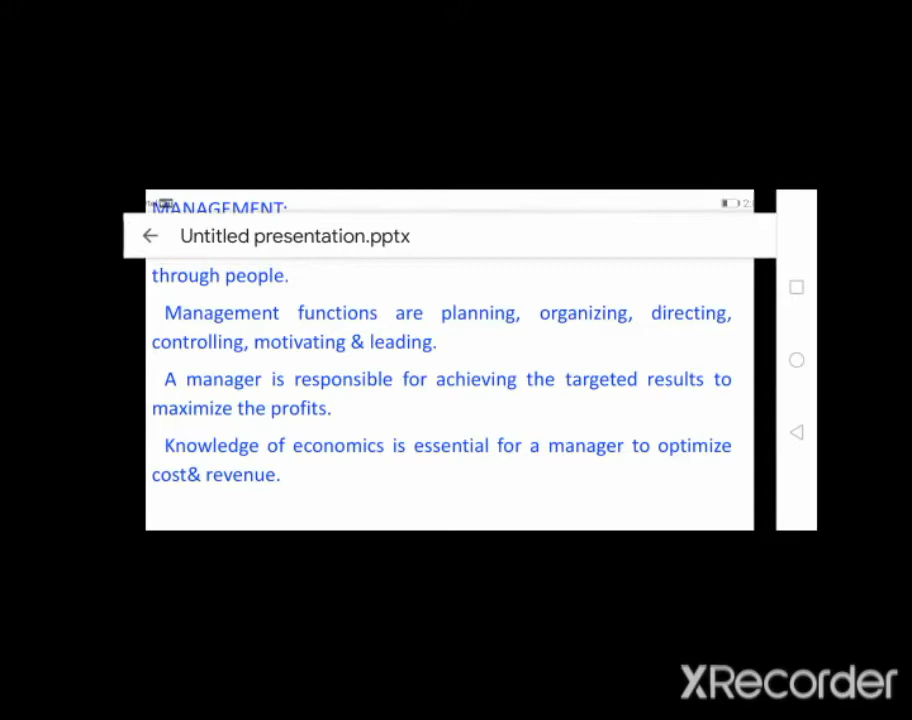 MANAGEMENT:
Untitled presentation.pptx
through people.
Management functions are planning, organizing, directing,
controlling, motivating & leading.
A manager is responsible for achieving the targeted results to
maximize the profits.
Knowledge of economics is essential for a manager to optimize
cost& revenue.
XRecorder